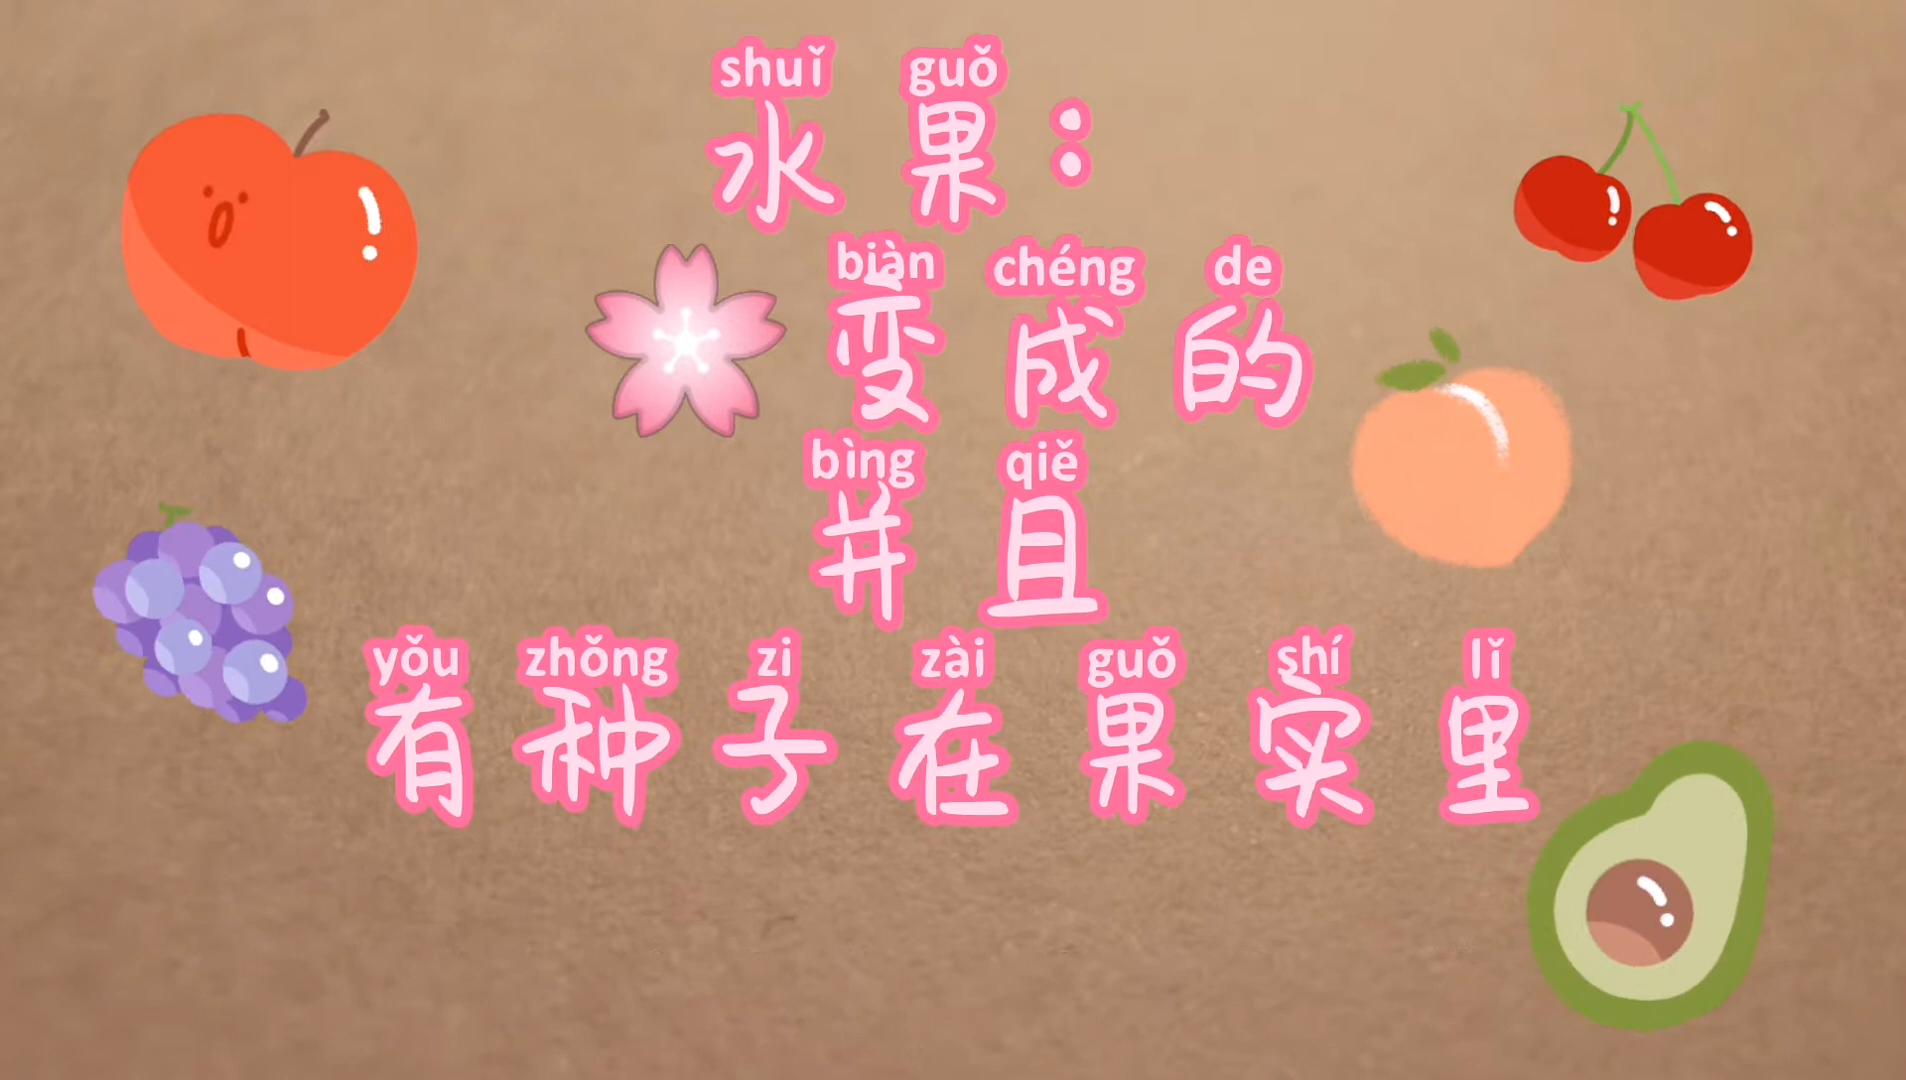 shuǐ guǒ
水果：
biàn chéng de
🌸变成的
bìng qiě
并且
yǒu zhǒng zi zài guǒ shí lǐ
有种子在果实里